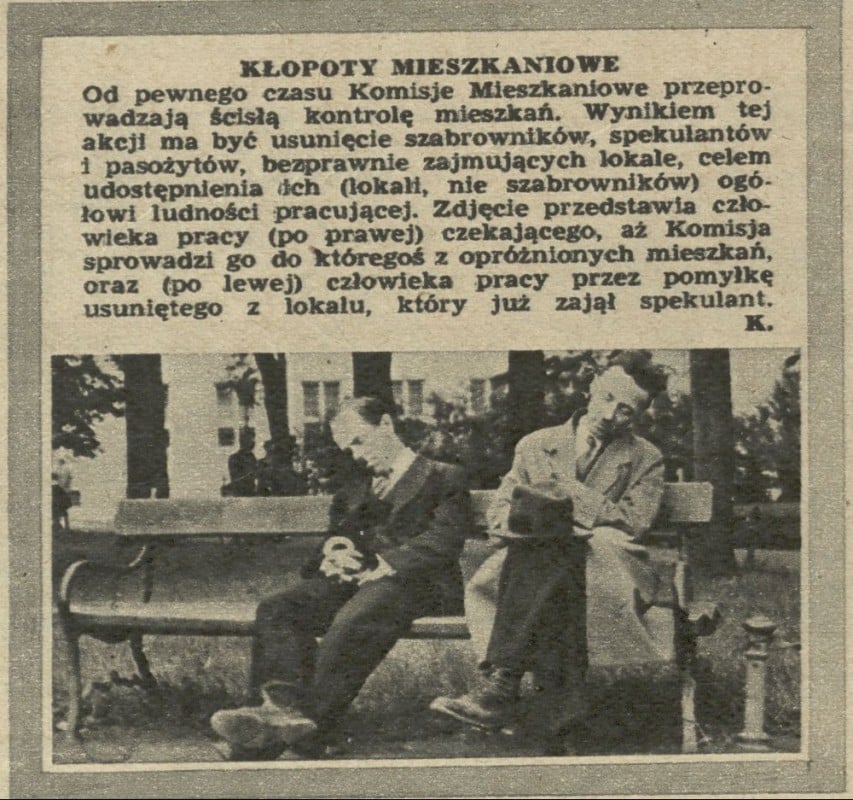 KŁOPOTY MIESZKANIOWE
Od pewnego czasu Komisje Mieszkaniowe przepro-
wadzają ścisłą kontrolę mieszkań. Wynikiem tej
akcji ma być usunięcie szabrowników, spekulantów
i pasożytów, bezprawnie zajmujących lokale, celem
udostępnienia ich (lokali, nie szabrowników) ogó-
łowi ludności pracującej. Zdjęcie przedstawia czło-
wieka pracy (po prawej) czekającego, aż Komisja
sprowadzi go do któregoś z opróżnionych mieszkań,
oraz (po lewej) człowieka pracy przez pomyłkę
usuniętego z lokalu, który już zajął spekulant.
K.